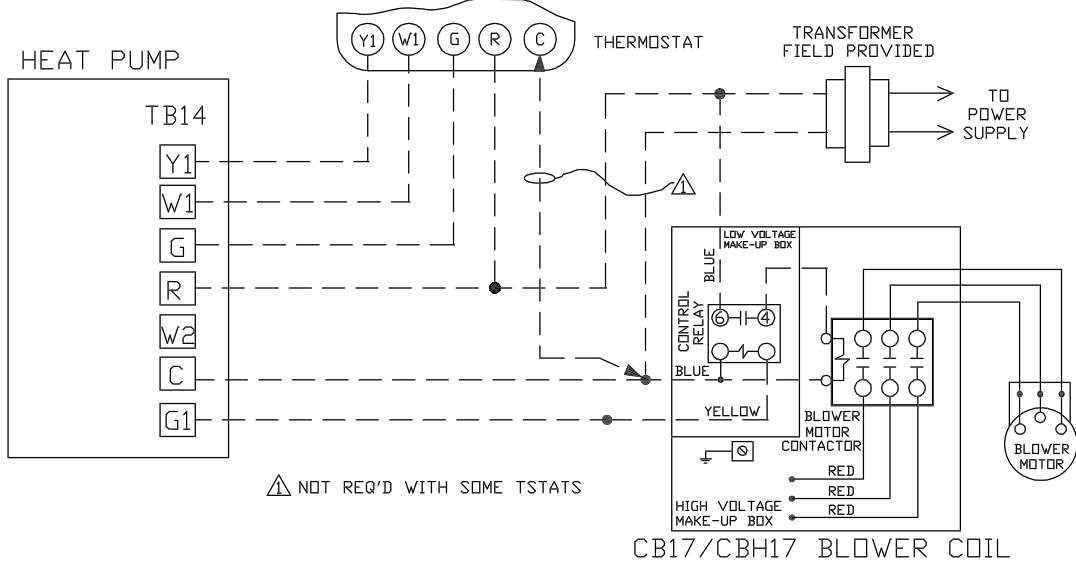 Y1 W1 G R C
THERMOSTAT
TRANSFORMER
FIELD PROVIDED
HEAT PUMP
TB14
TO
POWER
SUPPLY
Y1
W1
G
R
W2
C
G1
1
LOW VOLTAGE
MAKE-UP BOX
BLUE
CONTROL
RELAY
6 4
BLUE
YELLOW
BLOWER
MOTOR
CONTACTOR
BLOWER
MOTOR
RED
RED
RED
HIGH VOLTAGE
MAKE-UP BOX
1 NOT REQ'D WITH SOME TSTATS
CB17/CBH17 BLOWER COIL